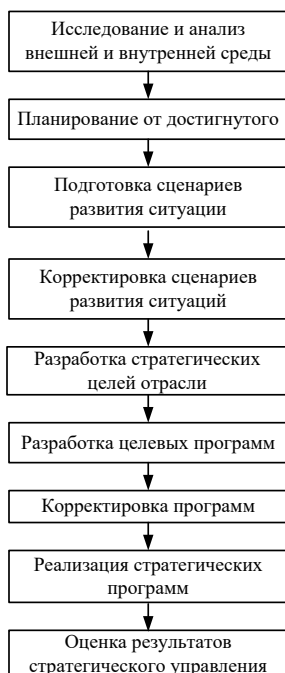 Исследование и анализ
внешней и внутренней среды
Планирование от достигнутого
Подготовка сценариев
развития ситуации
Корректировка сценариев
развития ситуаций
Разработка стратегических
целей отрасли
Разработка целевых программ
Корректировка программ
Реализация стратегических
программ
Оценка результатов
стратегического управления